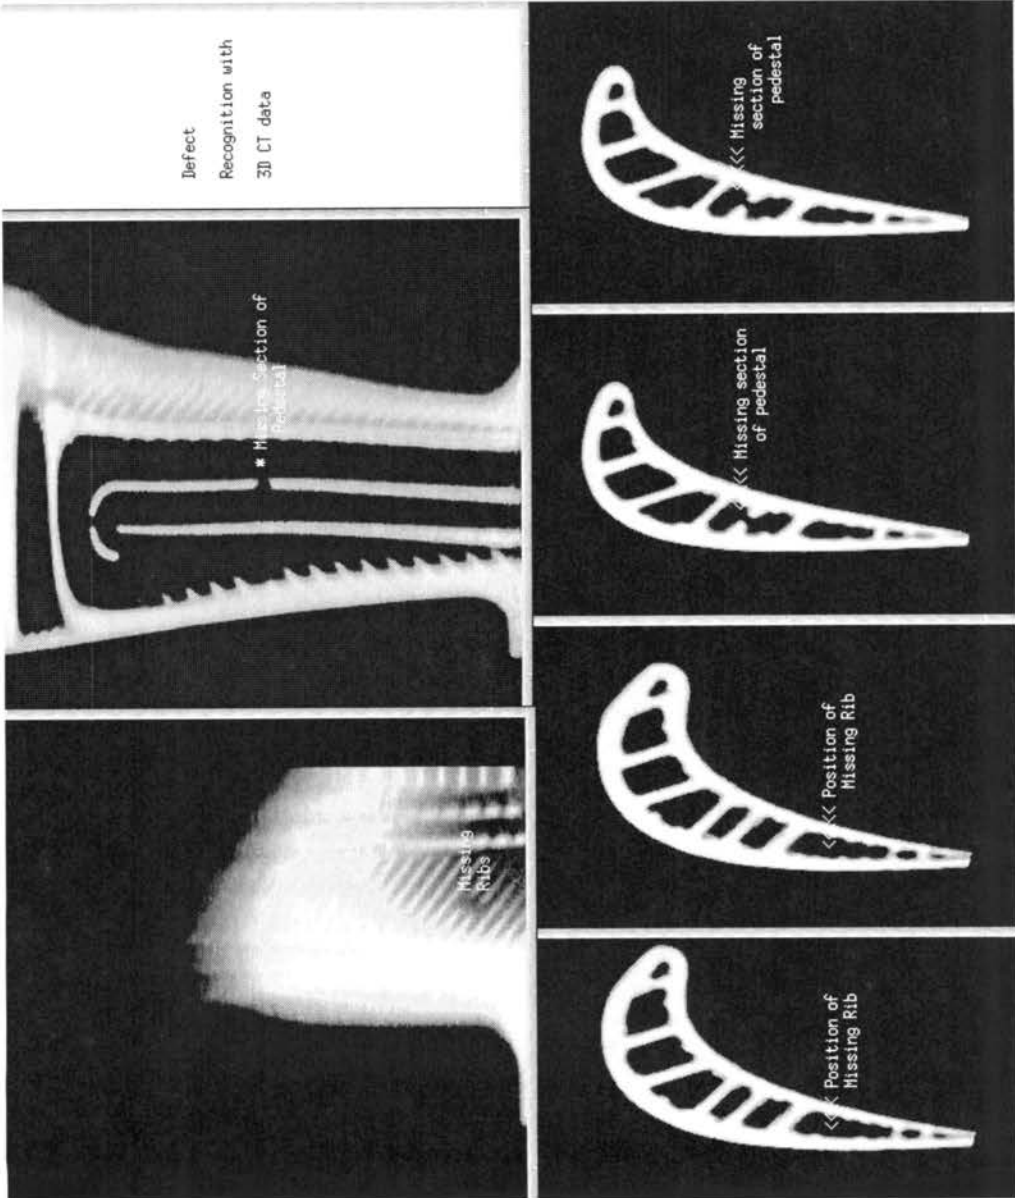 Defect
Recognition with
3D CT data
* Missing Section of
Pedestal
Missing
Ribs
<<< Missing
section of
pedestal
<<< Missing section
of pedestal
<<< Position of
Missing Rib
<<< Position of
Missing Rib